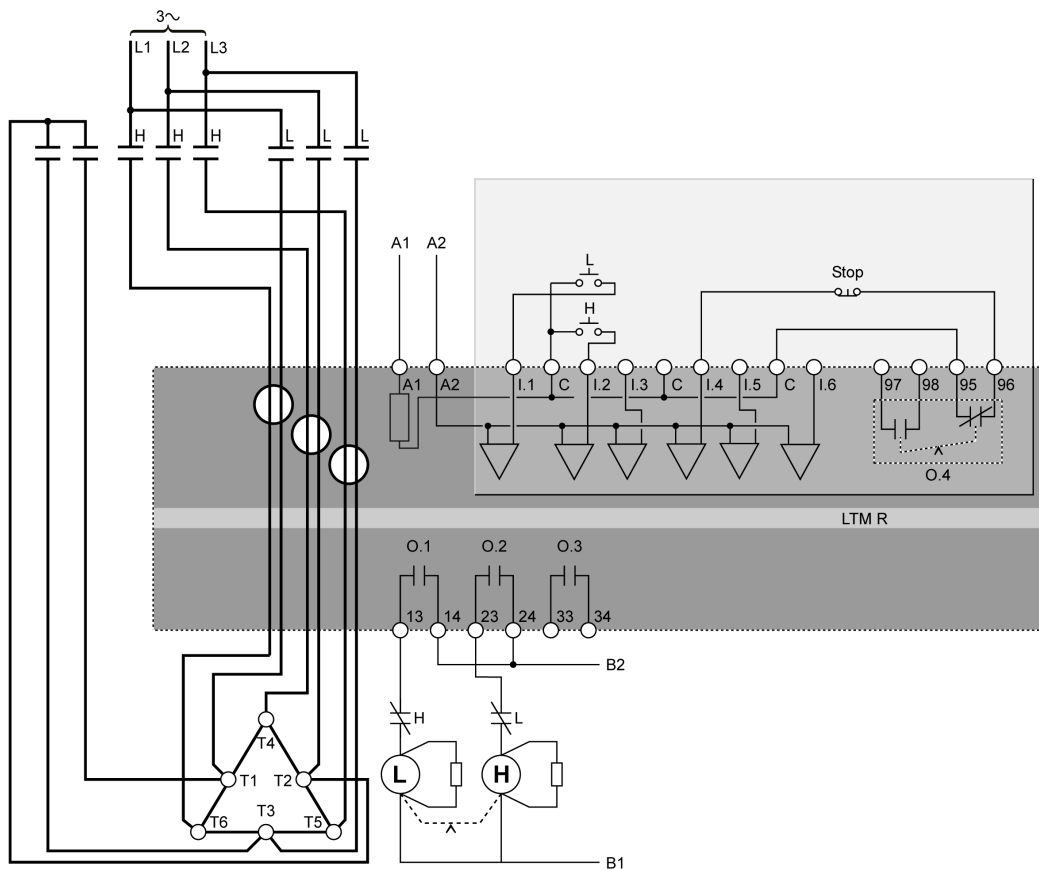 3~
L1 L2 L3
H H H L L L
A1 A2
L
H
Stop
A1 A2 I.1 C I.2 I.3 C I.4 I.5 C I.6 97 98 95 96
O.4
LTM R
O.1 O.2 O.3
13 14 23 24 33 34
B2
H L
L H
T4
T1 T2
T3
T6 T5
B1